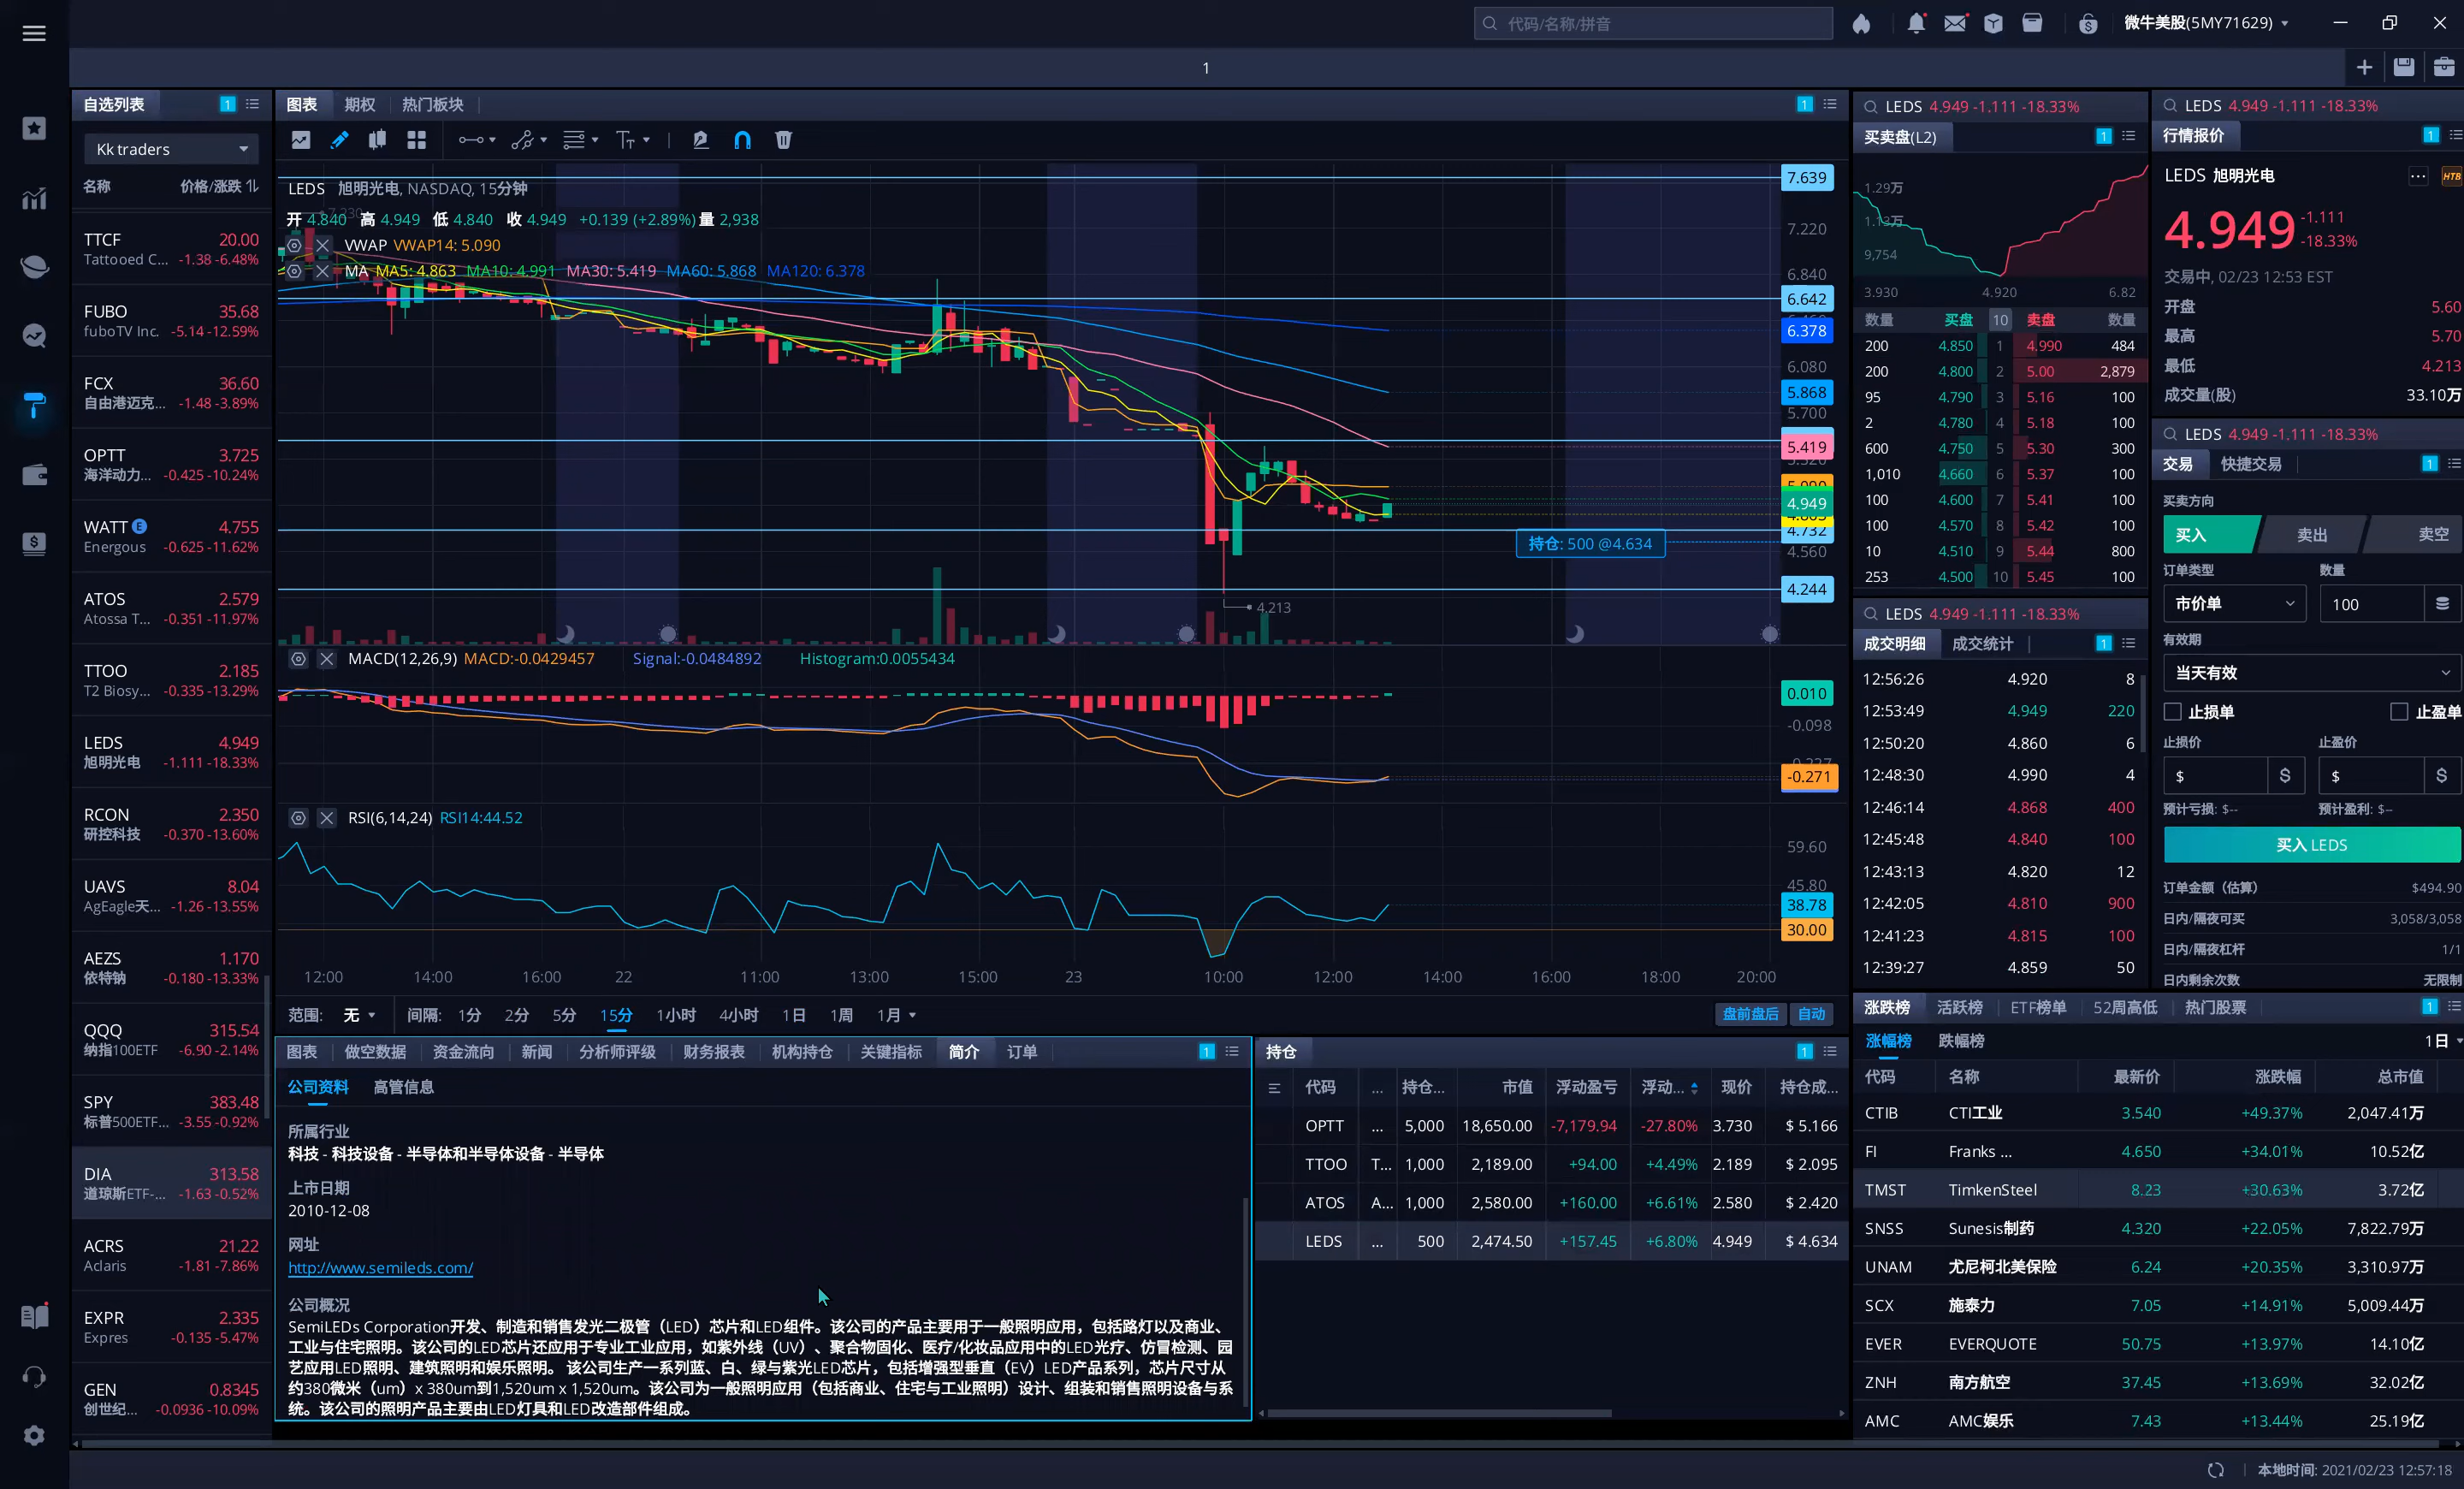 代码/名称/拼音
微牛美股(5MY71629)
1
自选列表 1
Kk traders
名称 价格/涨跌
TTCF 20.00
Tattooed C... -1.38 -6.48%
FUBO 35.68
fuboTV Inc. -5.14 -12.59%
FCX 36.60
自由港迈克... -1.48 -3.89%
OPTT 3.725
海洋动力... -0.425 -10.24%
WATT E 4.755
Energous -0.625 -11.62%
ATOS 2.579
Atossa T... -0.351 -11.97%
TTOO 2.185
T2 Biosy... -0.335 -13.29%
LEDS 4.949
旭明光电 -1.111 -18.33%
RCON 2.350
研控科技 -0.370 -13.60%
UAVS 8.04
AgEagle天... -1.26 -13.55%
AEZS 1.170
依特钠 -0.180 -13.33%
QQQ 315.54
纳指100ETF -6.90 -2.14%
SPY 383.48
标普500ETF... -3.55 -0.92%
DIA 313.58
道琼斯ETF-... -1.63 -0.52%
ACRS 21.22
Aclaris -1.81 -7.86%
EXPR 2.335
Expres -0.135 -5.47%
GEN 0.8345
创世纪... -0.0936 -10.09%
图表 期权 热门板块 1
LEDS 旭明光电, NASDAQ, 15分钟
7.330
开 4.840 高 4.949 低 4.840 收 4.949 +0.139 (+2.89%) 量 2,938
VWAP VWAP14: 5.090
MA MA5: 4.863 MA10: 4.991 MA30: 5.419 MA60: 5.868 MA120: 6.378
7.639
7.220
6.840
6.642
6.378
6.080
5.868
5.700
5.419
5.320
5.090
4.949
4.732
4.560
4.244
持仓: 500 @4.634
4.213
MACD(12,26,9) MACD:-0.0429457 Signal:-0.0484892 Histogram:0.0055434
0.010
-0.098
-0.271
RSI(6,14,24) RSI14:44.52
59.60
45.80
38.78
30.00
12:00 14:00 16:00 22 11:00 13:00 15:00 23 10:00 12:00 14:00 16:00 18:00 20:00
范围: 无 间隔: 1分 2分 5分 15分 1小时 4小时 1日 1周 1月 盘前盘后 自动
图表 做空数据 资金流向 新闻 分析师评级 财务报表 机构持仓 关键指标 简介 订单 1
公司资料 高管信息
所属行业
科技 - 科技设备 - 半导体和半导体设备 - 半导体
上市日期
2010-12-08
网址
http://www.semileds.com/
公司概况
SemiLEDs Corporation开发、制造和销售发光二极管（LED）芯片和LED组件。该公司的产品主要用于一般照明应用，包括路灯以及商业、
工业与住宅照明。该公司的LED芯片还应用于专业工业应用，如紫外线（UV）、聚合物固化、医疗/化妆品应用中的LED光疗、仿冒检测、园
艺应用LED照明、建筑照明和娱乐照明。 该公司生产一系列蓝、白、绿与紫光LED芯片，包括增强型垂直（EV）LED产品系列，芯片尺寸从
约380微米（um）x 380um到1,520um x 1,520um。该公司为一般照明应用（包括商业、住宅与工业照明）设计、组装和销售照明设备与系
统。该公司的照明产品主要由LED灯具和LED改造部件组成。
持仓 1
代码 ... 持仓... 市值 浮动盈亏 浮动... 现价 持仓成...
OPTT ... 5,000 18,650.00 -7,179.94 -27.80% 3.730 $ 5.166
TTOO T... 1,000 2,189.00 +94.00 +4.49% 2.189 $ 2.095
ATOS A... 1,000 2,580.00 +160.00 +6.61% 2.580 $ 2.420
LEDS ... 500 2,474.50 +157.45 +6.80% 4.949 $ 4.634
LEDS 4.949 -1.111 -18.33%
买卖盘(L2) 1
1.29万
1.13万
9,754
3.930 4.920 6.82
数量 买盘 10 卖盘 数量
200 4.850 1 4.990 484
200 4.800 2 5.00 2,879
95 4.790 3 5.16 100
2 4.780 4 5.18 100
600 4.750 5 5.30 300
1,010 4.660 6 5.37 100
100 4.600 7 5.41 100
100 4.570 8 5.42 100
10 4.510 9 5.44 800
253 4.500 10 5.45 100
LEDS 4.949 -1.111 -18.33%
成交明细 成交统计 1
12:56:26 4.920 8
12:53:49 4.949 220
12:50:20 4.860 6
12:48:30 4.990 4
12:46:14 4.868 400
12:45:48 4.840 100
12:43:13 4.820 12
12:42:05 4.810 900
12:41:23 4.815 100
12:39:27 4.859 50
LEDS 4.949 -1.111 -18.33%
行情报价 1
LEDS 旭明光电 HTB
4.949 -1.111
-18.33%
交易中, 02/23 12:53 EST
开盘 5.60
最高 5.70
最低 4.213
成交量(股) 33.10万
LEDS 4.949 -1.111 -18.33%
交易 快捷交易 1
买卖方向
买入 卖出 卖空
订单类型 数量
市价单 100
有效期
当天有效
止损单 止盈单
止损价 止盈价
$ $ $ $
预计亏损: $-- 预计盈利: $--
买入 LEDS
订单金额（估算） $494.90
日内/隔夜可买 3,058/3,058
日内/隔夜杠杆 1/1
日内剩余次数 无限制
涨跌榜 活跃榜 ETF榜单 52周高低 热门股票 1
涨幅榜 跌幅榜 1日
代码 名称 最新价 涨跌幅 总市值
CTIB CTI工业 3.540 +49.37% 2,047.41万
FI Franks ... 4.650 +34.01% 10.52亿
TMST TimkenSteel 8.23 +30.63% 3.72亿
SNSS Sunesis制药 4.320 +22.05% 7,822.79万
UNAM 尤尼柯北美保险 6.24 +20.35% 3,310.97万
SCX 施泰力 7.05 +14.91% 5,009.44万
EVER EVERQUOTE 50.75 +13.97% 14.10亿
ZNH 南方航空 37.45 +13.69% 32.02亿
AMC AMC娱乐 7.43 +13.44% 25.19亿
本地时间: 2021/02/23 12:57:18